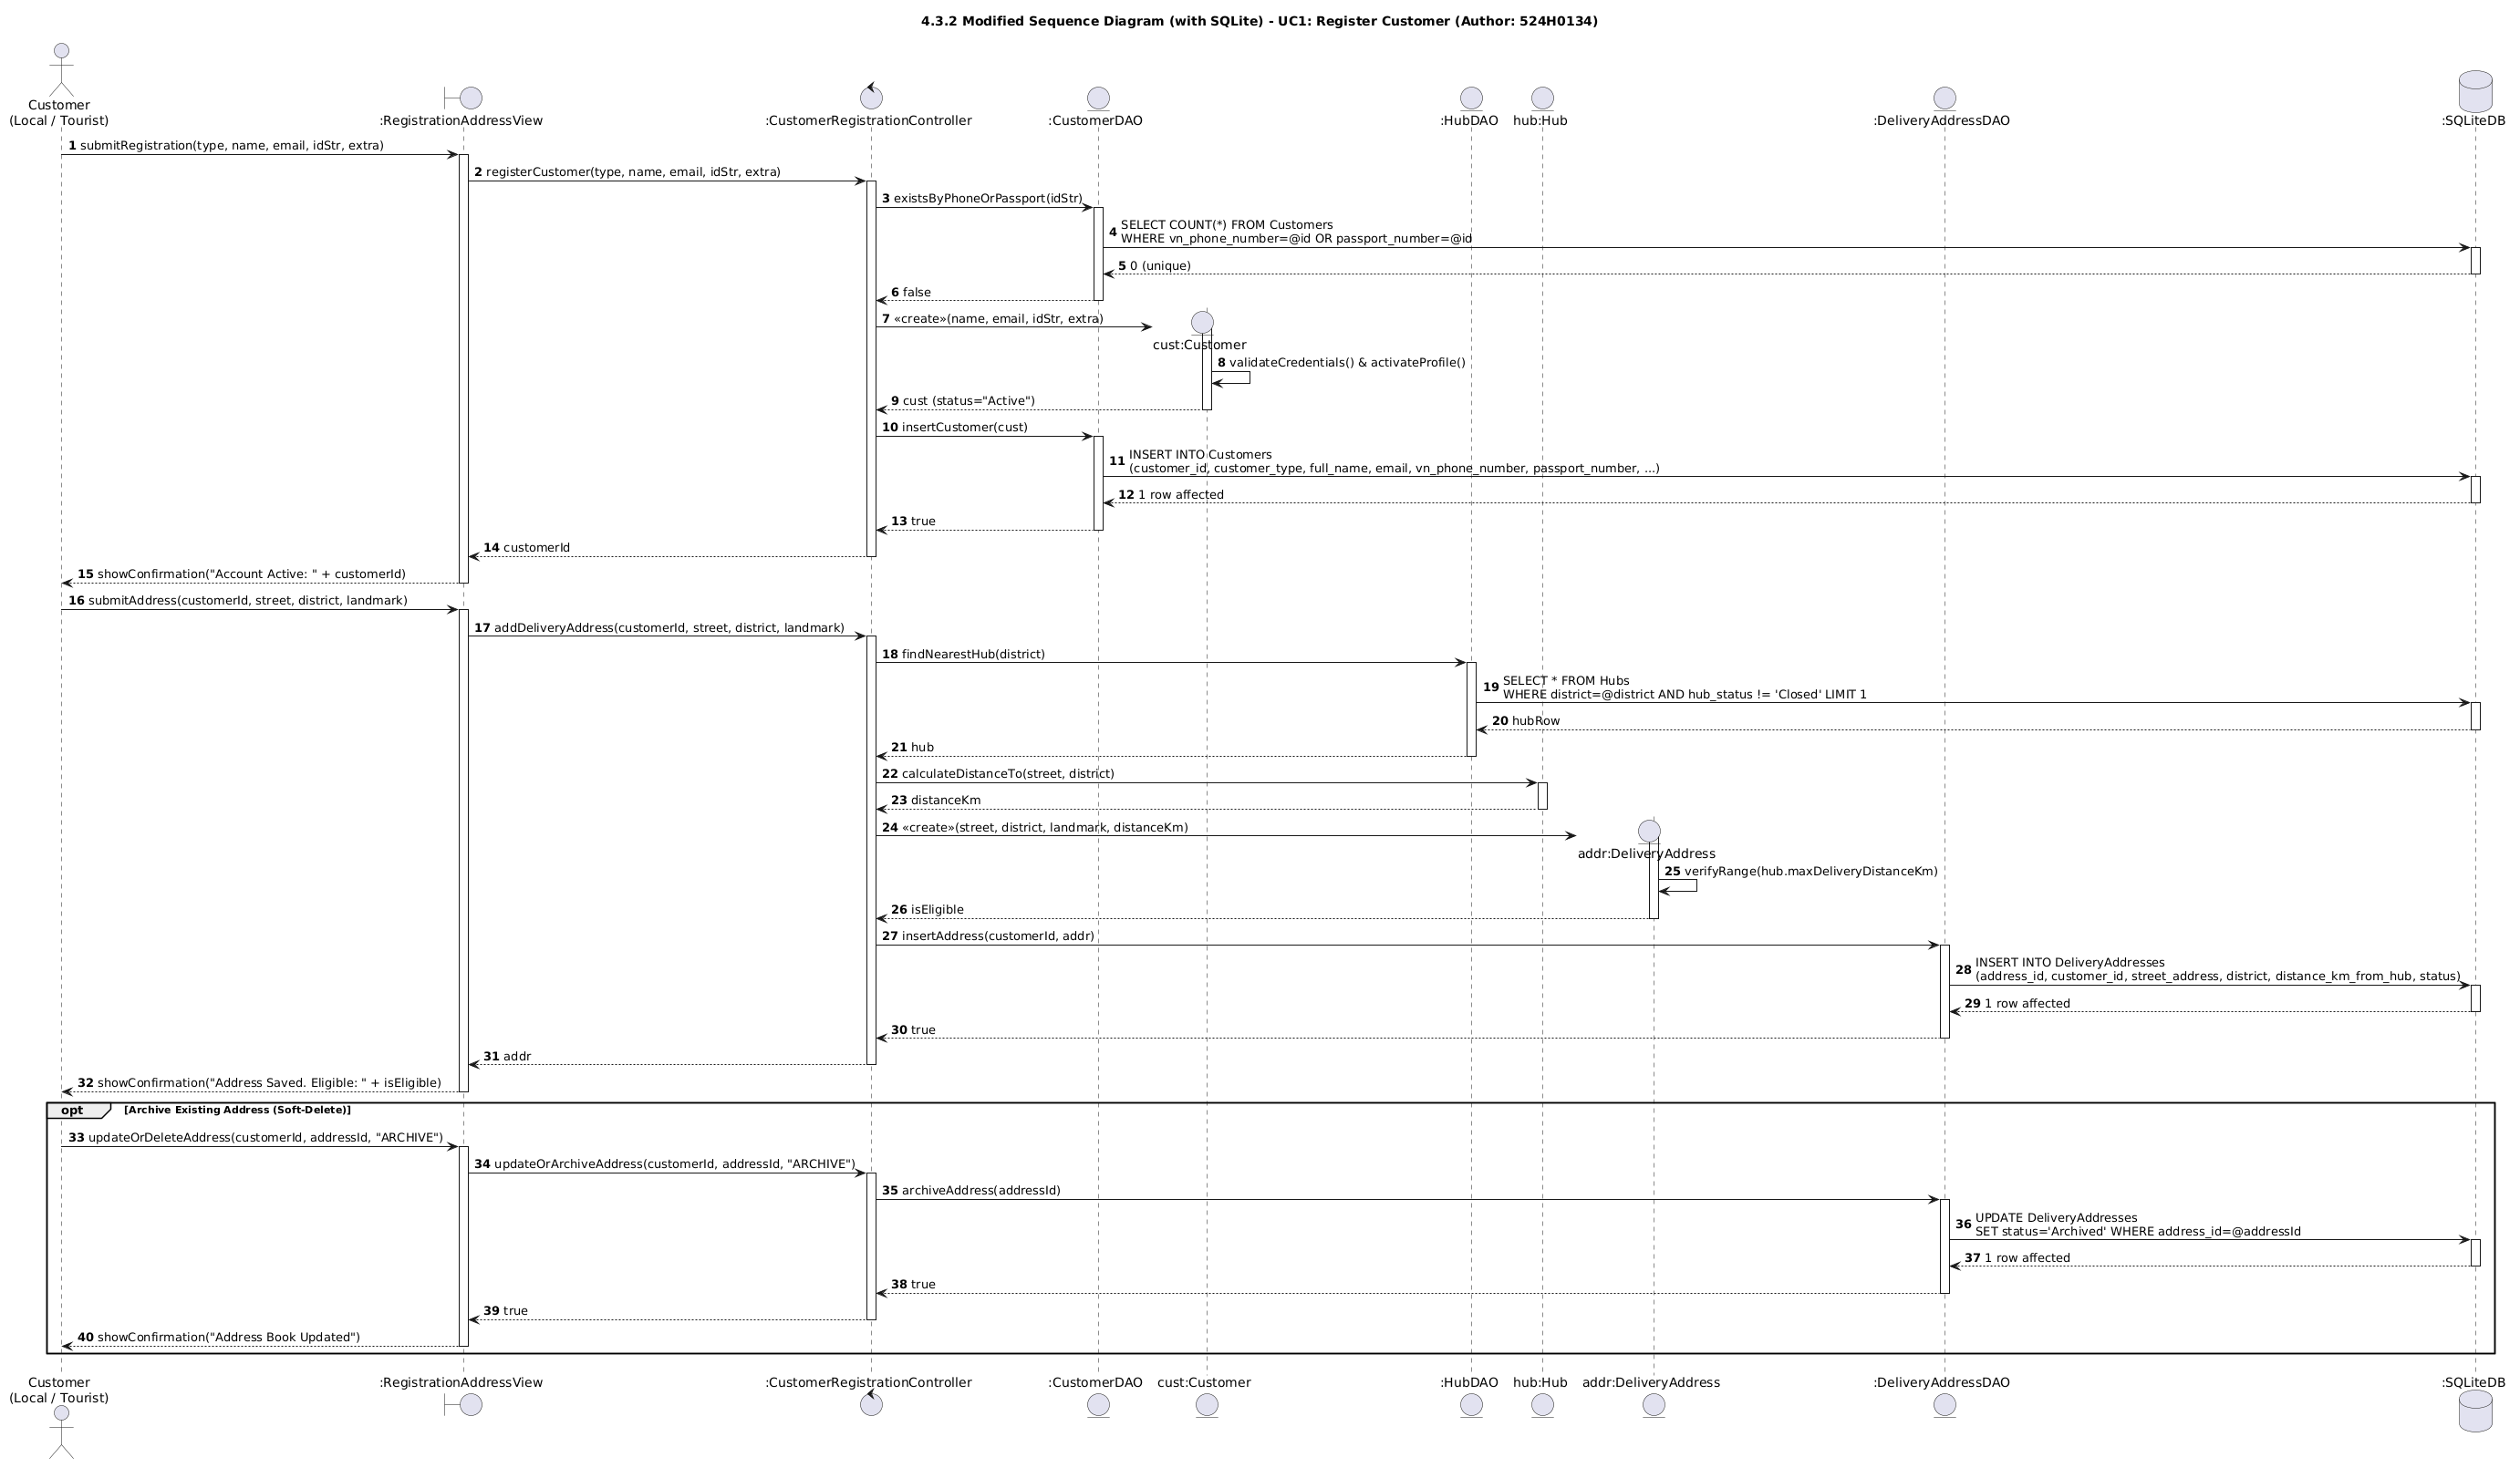 4.3.2 Modified Sequence Diagram (with SQLite) - UC1: Register Customer (Author: 524H0134)
Customer
(Local / Tourist)
:RegistrationAddressView
:CustomerRegistrationController
:CustomerDAO
:HubDAO
hub:Hub
:DeliveryAddressDAO
:SQLiteDB
1 submitRegistration(type, name, email, idStr, extra)
2 registerCustomer(type, name, email, idStr, extra)
3 existsByPhoneOrPassport(idStr)
4 SELECT COUNT(*) FROM Customers
WHERE vn_phone_number=@id OR passport_number=@id
5 0 (unique)
6 false
7 «create»(name, email, idStr, extra)
cust:Customer
8 validateCredentials() & activateProfile()
9 cust (status="Active")
10 insertCustomer(cust)
11 INSERT INTO Customers
(customer_id, customer_type, full_name, email, vn_phone_number, passport_number, ...)
12 1 row affected
13 true
14 customerId
15 showConfirmation("Account Active: " + customerId)
16 submitAddress(customerId, street, district, landmark)
17 addDeliveryAddress(customerId, street, district, landmark)
18 findNearestHub(district)
19 SELECT * FROM Hubs
WHERE district=@district AND hub_status != 'Closed' LIMIT 1
20 hubRow
21 hub
22 calculateDistanceTo(street, district)
23 distanceKm
24 «create»(street, district, landmark, distanceKm)
addr:DeliveryAddress
25 verifyRange(hub.maxDeliveryDistanceKm)
26 isEligible
27 insertAddress(customerId, addr)
28 INSERT INTO DeliveryAddresses
(address_id, customer_id, street_address, district, distance_km_from_hub, status)
29 1 row affected
30 true
31 addr
32 showConfirmation("Address Saved. Eligible: " + isEligible)
opt [Archive Existing Address (Soft-Delete)]
33 updateOrDeleteAddress(customerId, addressId, "ARCHIVE")
34 updateOrArchiveAddress(customerId, addressId, "ARCHIVE")
35 archiveAddress(addressId)
36 UPDATE DeliveryAddresses
SET status='Archived' WHERE address_id=@addressId
37 1 row affected
38 true
39 true
40 showConfirmation("Address Book Updated")
Customer
(Local / Tourist)
:RegistrationAddressView
:CustomerRegistrationController
:CustomerDAO
cust:Customer
:HubDAO
hub:Hub
addr:DeliveryAddress
:DeliveryAddressDAO
:SQLiteDB